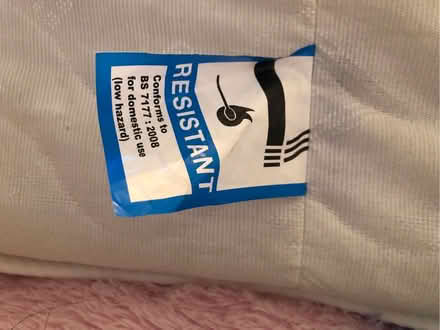 RESISTANT
Conforms to
BS 7177 : 2008
for domestic use
(low hazard)